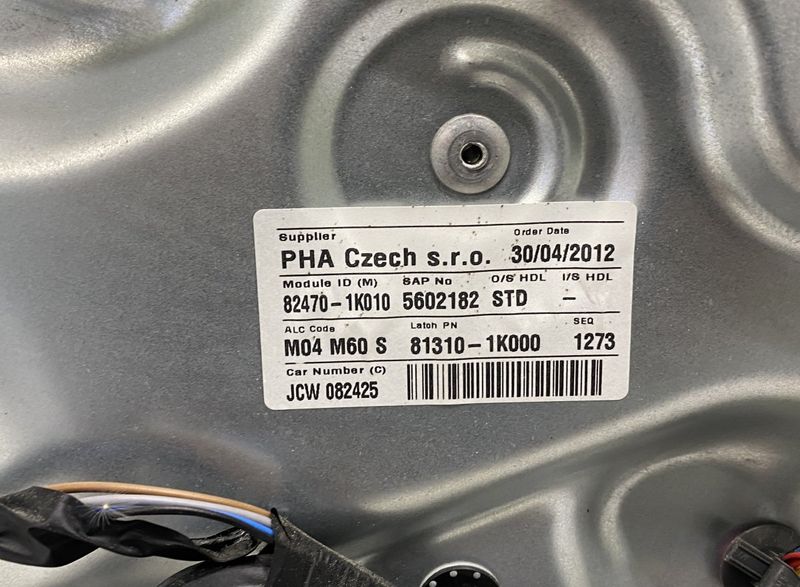 Supplier Order Date
PHA Czech s.r.o. 30/04/2012
Module ID (M) SAP No O/S HDL I/S HDL
82470-1K010 5602182 STD –
ALC Code Latch PN SEQ
M04 M60 S 81310-1K000 1273
Car Number (C)
JCW 082425